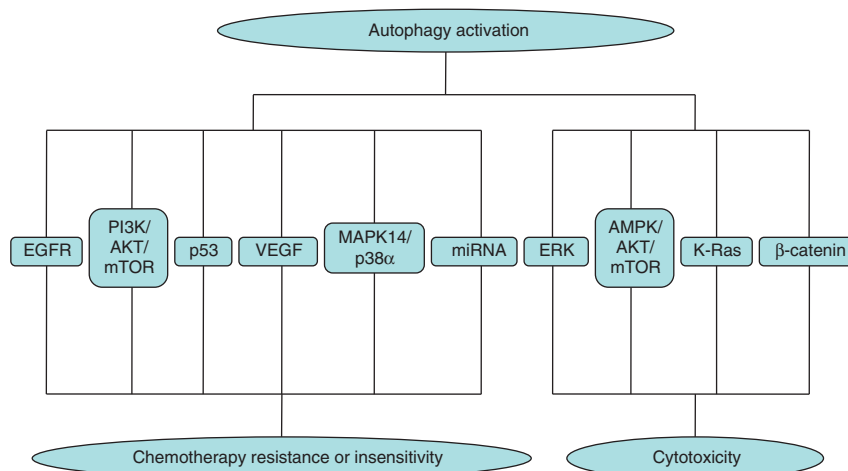 Autophagy activation
EGFR
PI3K/
AKT/
mTOR
p53
VEGF
MAPK14/
p38α
miRNA
ERK
AMPK/
AKT/
mTOR
K-Ras
β-catenin
Chemotherapy resistance or insensitivity
Cytotoxicity